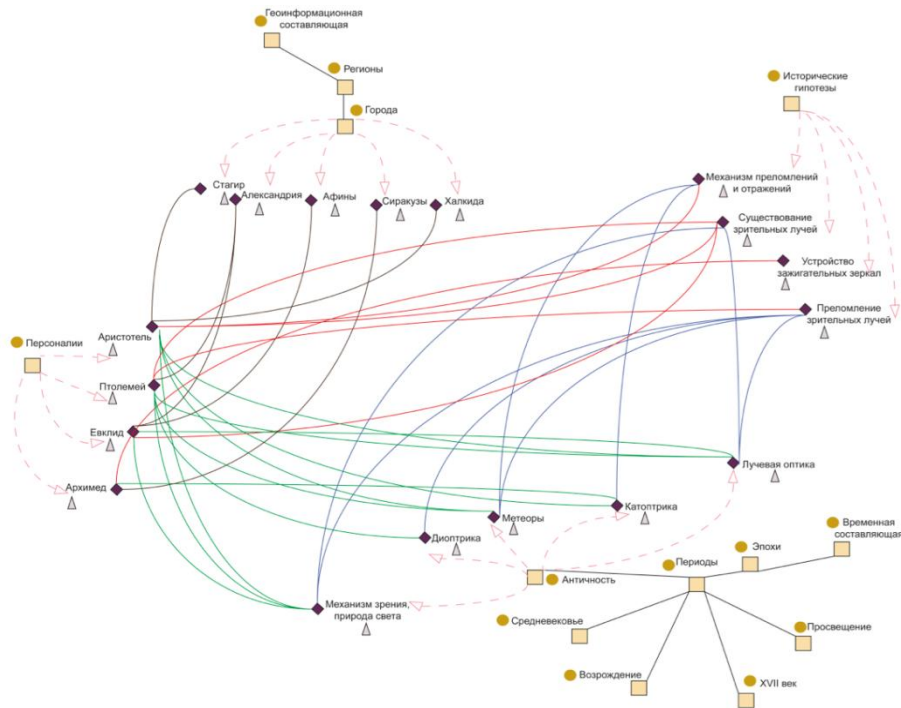 Геоинформационная
составляющая
Регионы
Города
Исторические
гипотезы
Стагир
Александрия
Афины
Сиракузы
Халкида
Механизм преломлений
и отражений
Существование
зрительных лучей
Устройство
зажигательных зеркал
Преломление
зрительных лучей
Персоналии
Аристотель
Птолемей
Евклид
Архимед
Лучевая оптика
Катоптрика
Метеоры
Диоптрика
Механизм зрения,
природа света
Временная
составляющая
Эпохи
Периоды
Античность
Средневековье
Просвещение
Возрождение
XVII век